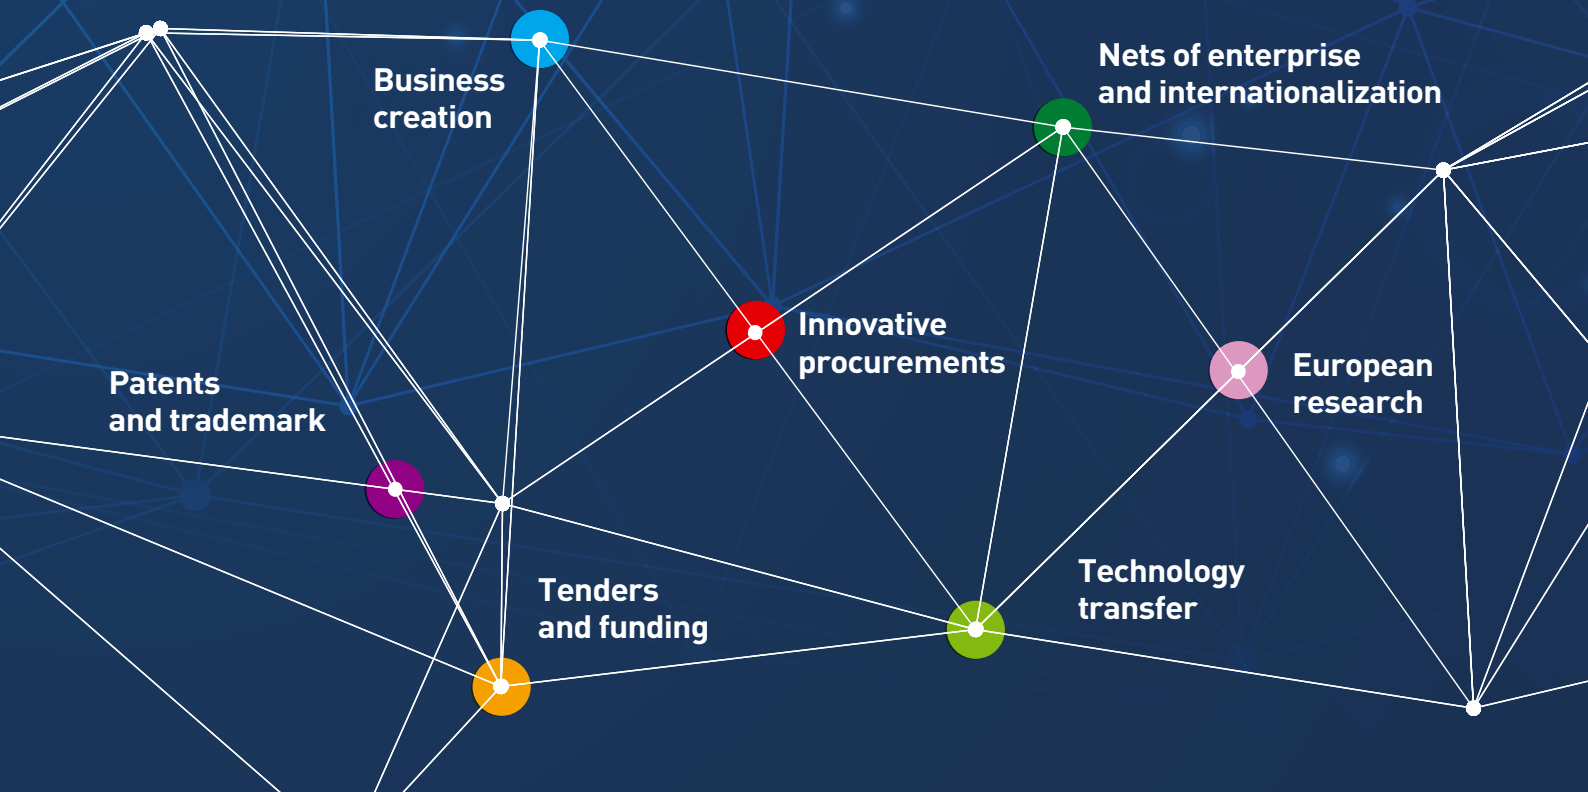 Business
creation
Nets of enterprise
and internationalization
Innovative
procurements
European
research
Patents
and trademark
Tenders
and funding
Technology
transfer